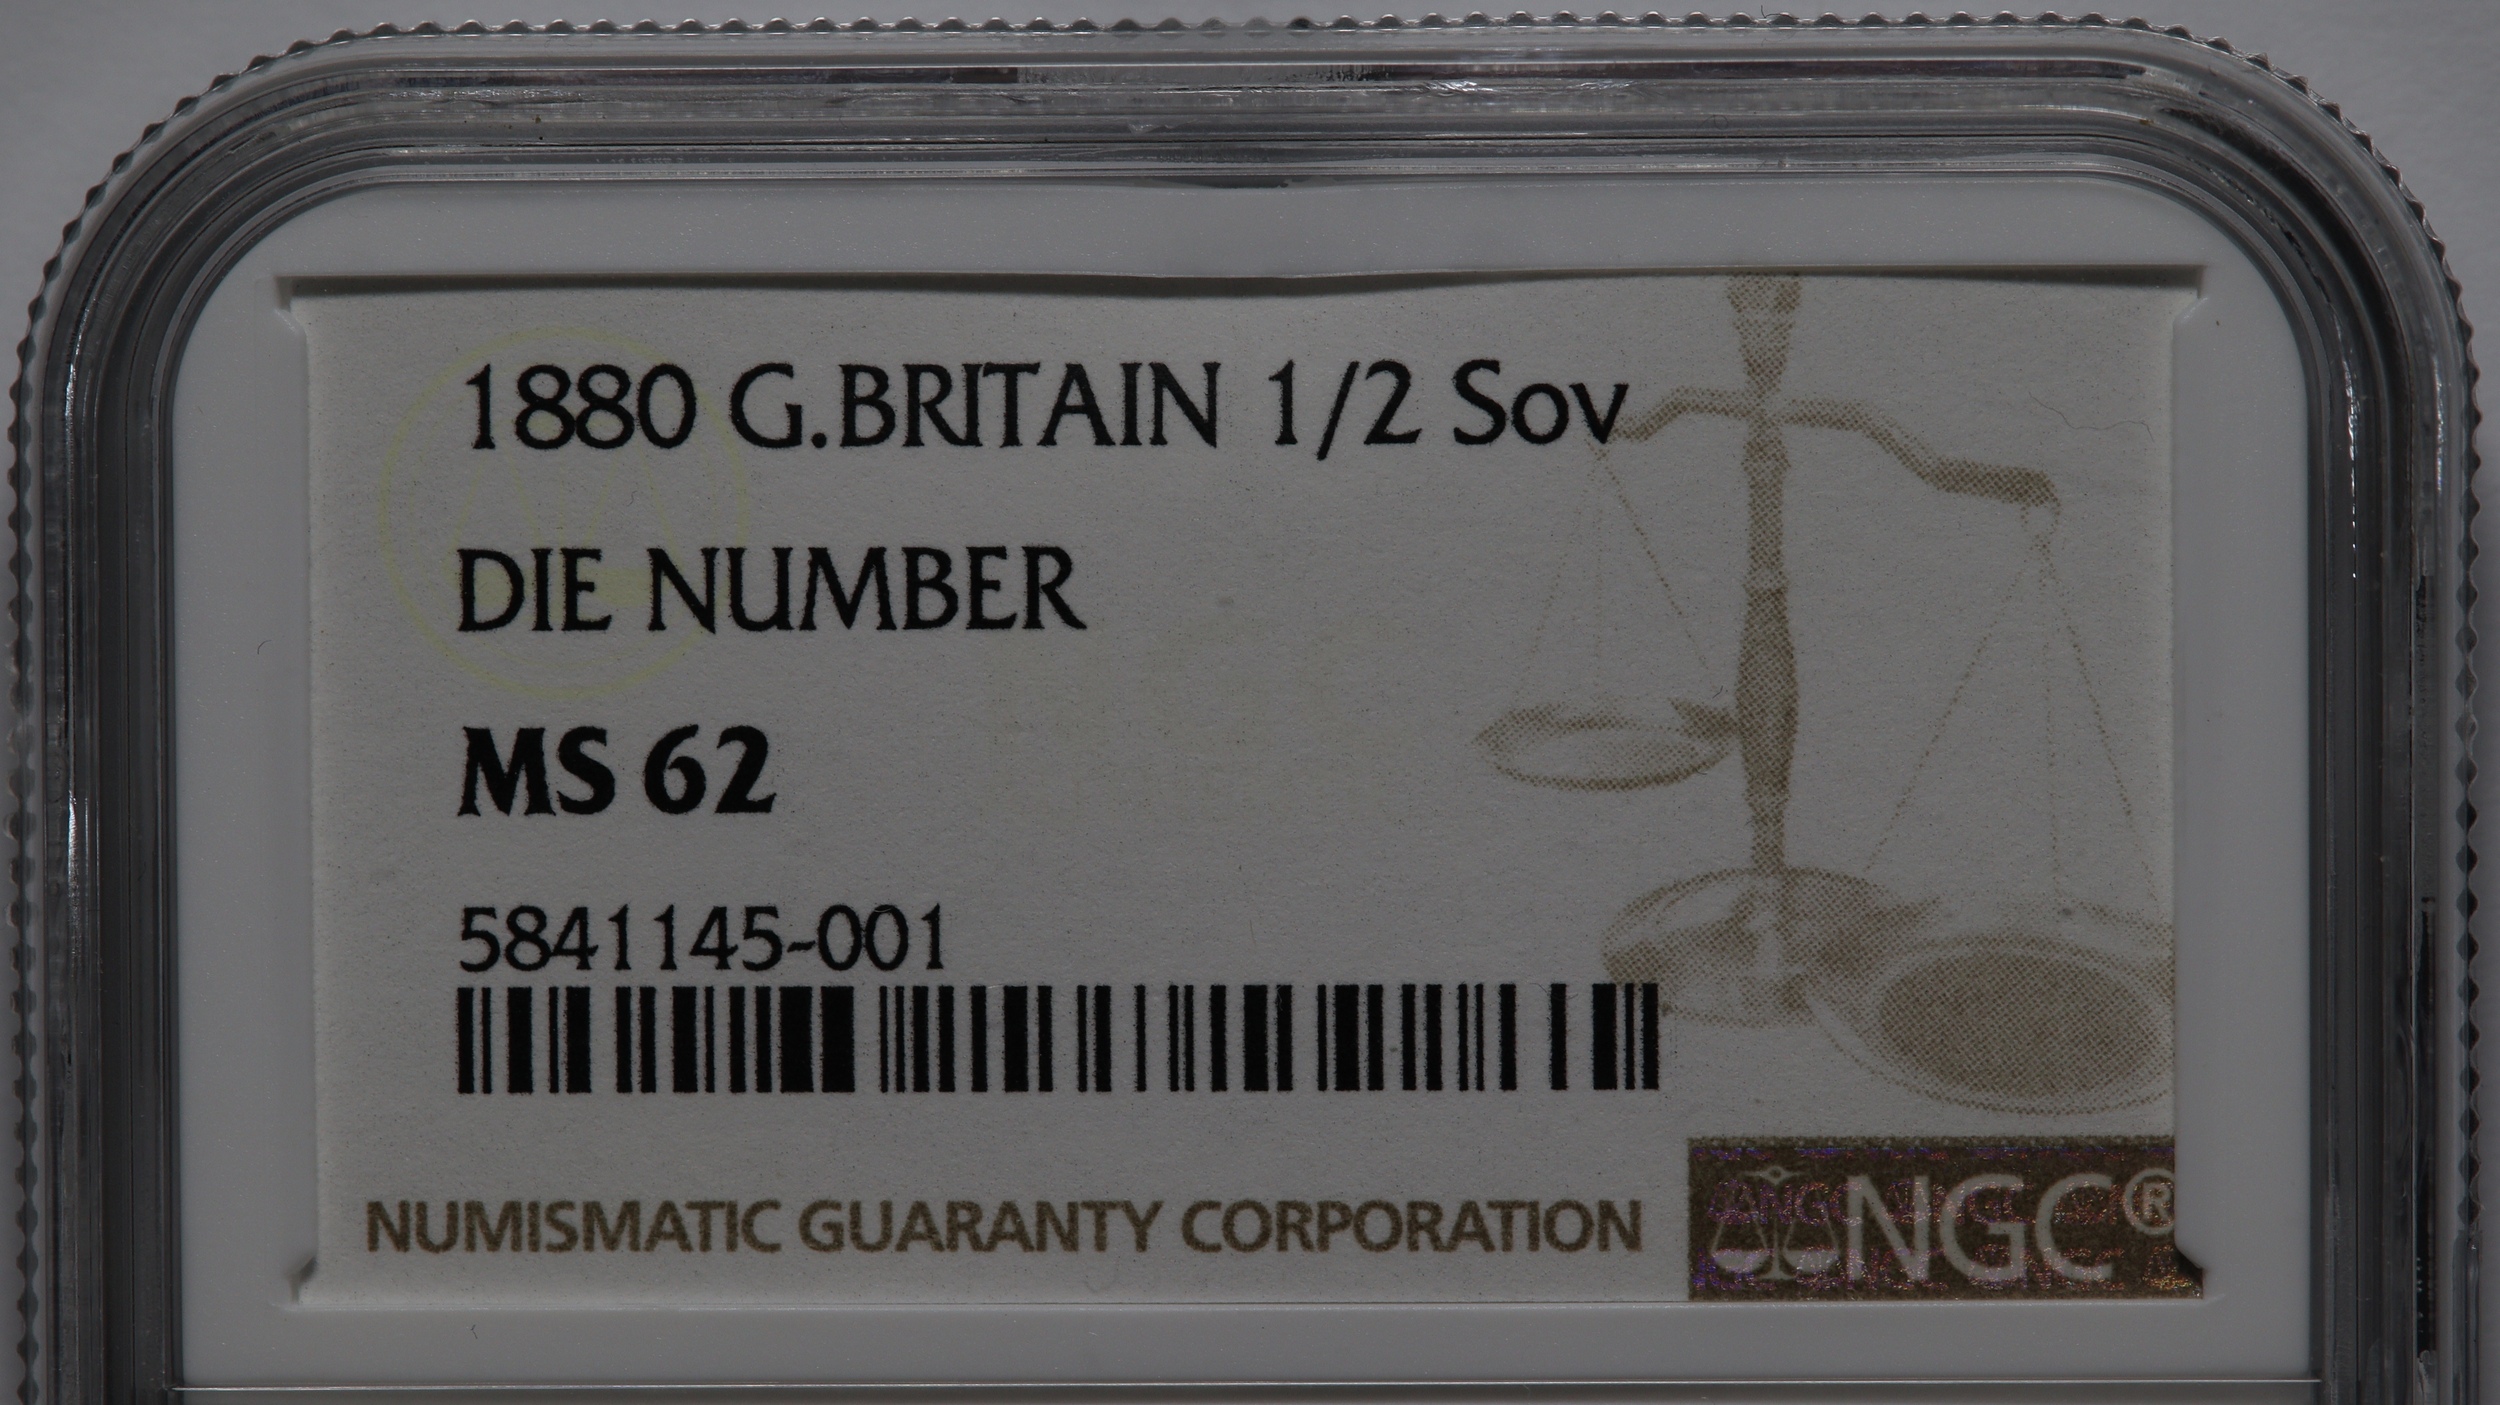 1880 G.BRITAIN 1/2 Sov
DIE NUMBER
MS 62
5841145-001
NUMISMATIC GUARANTY CORPORATION
NGC®